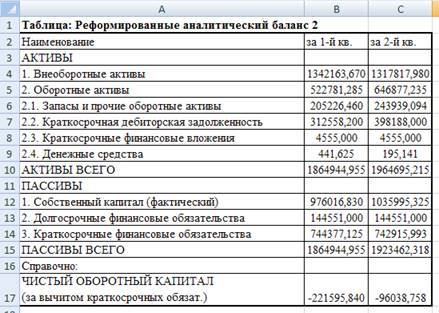 A B C
1 Таблица: Реформированные аналитический баланс 2
2 Наименование за 1-й кв. за 2-й кв.
3 АКТИВЫ
4 1. Внеоборотые активы 1342163,670 1317817,980
5 2. Оборотные активы 522781,285 646877,235
6 2.1. Запасы и прочие оборотные активы 205226,460 243939,094
7 2.2. Краткосрочная дебиторская задолженность 312558,200 398188,000
8 2.3. Краткосрочные финансовые вложения 4555,000 4555,000
9 2.4. Денежные средства 441,625 195,141
10 АКТИВЫ ВСЕГО 1864944,955 1964695,215
11 ПАССИВЫ
12 1. Собственный капитал (фактический) 976016,830 1035995,325
13 2. Долгосрочные финансовые обязательства 144551,000 144551,000
14 3. Краткосрочные финансовые обязательства 744377,125 742915,993
15 ПАССИВЫ ВСЕГО 1864944,955 1923462,318
16 Справочно:
ЧИСТЫЙ ОБОРОТНЫЙ КАПИТАЛ
17 (за вычитом краткосрочных обязат.) -221595,840 -96038,758